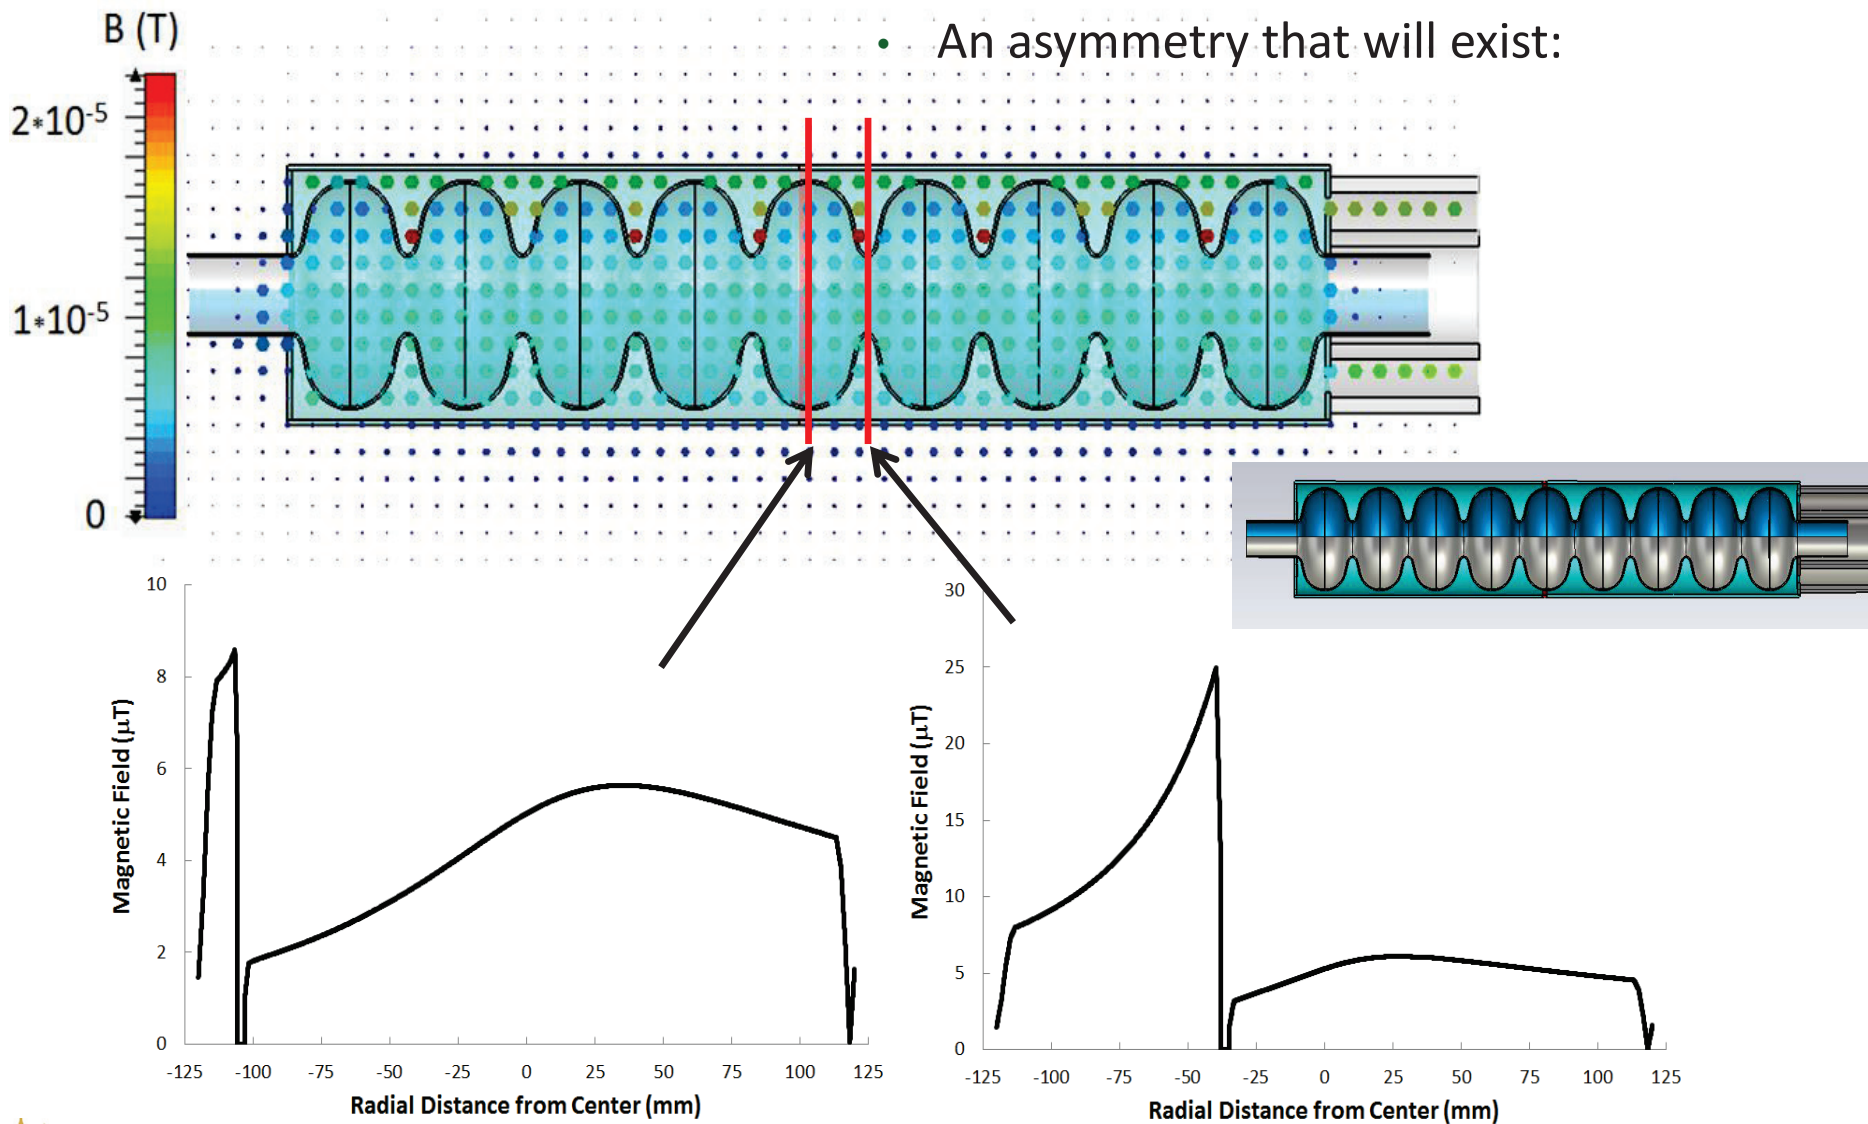 B (T)
• An asymmetry that will exist:
2*10-5
1*10-5
0
10
8
6
4
2
0
Magnetic Field (μT)
-125 -100 -75 -50 -25 0 25 50 75 100 125
Radial Distance from Center (mm)
30
25
20
15
10
5
0
Magnetic Field (μT)
-125 -100 -75 -50 -25 0 25 50 75 100 125
Radial Distance from Center (mm)